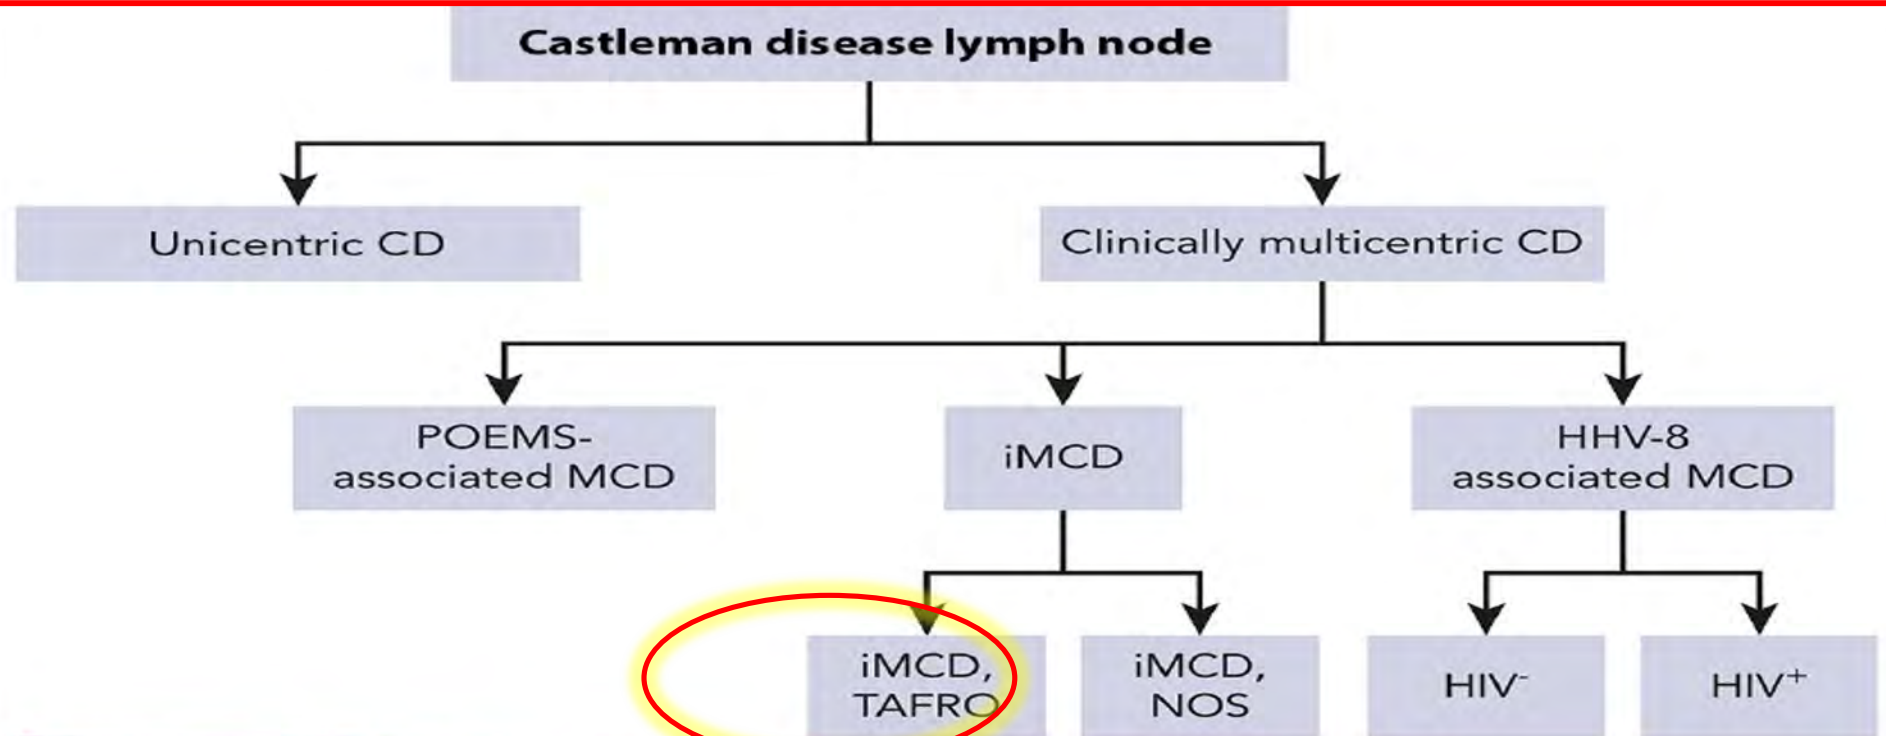 Castleman disease lymph node
Unicentric CD
Clinically multicentric CD
POEMS-
associated MCD
iMCD
HHV-8
associated MCD
iMCD,
TAFRO
iMCD,
NOS
HIV⁻
HIV⁺